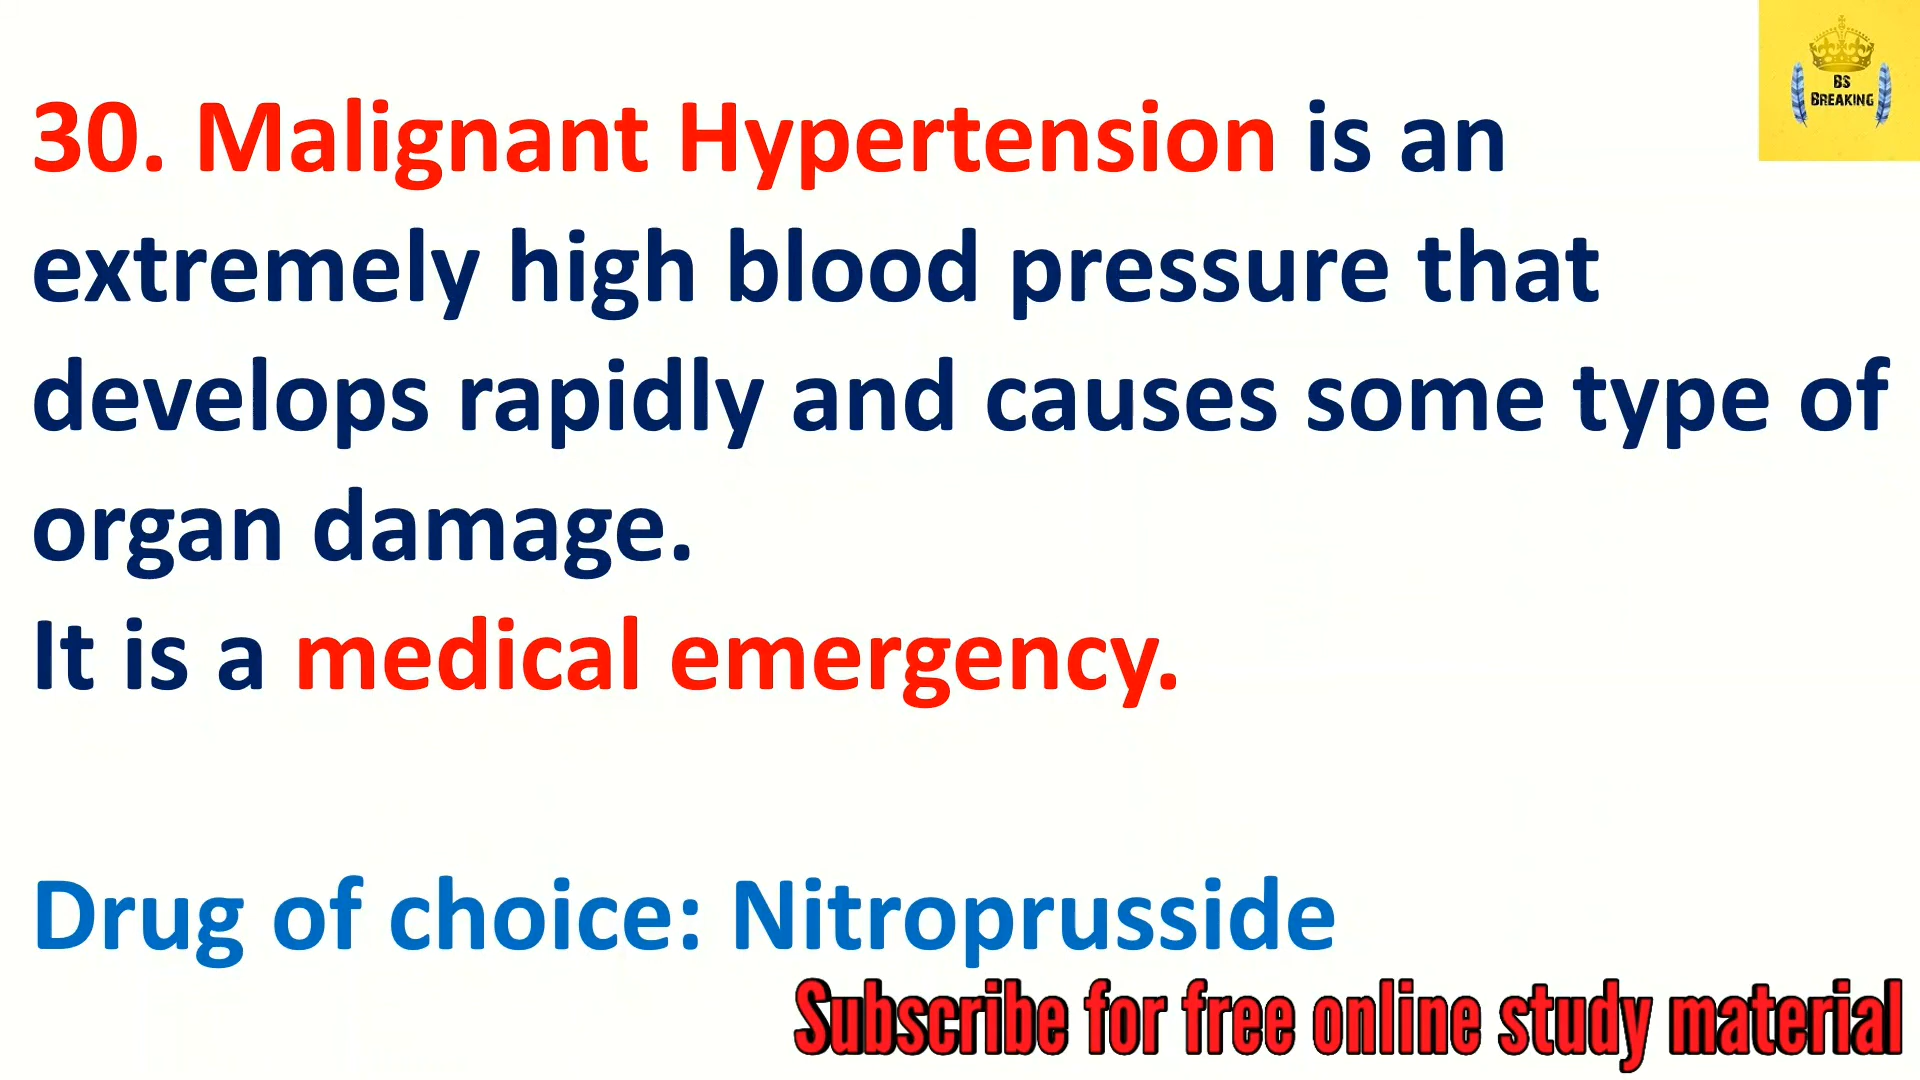 BS
BREAKING
30. Malignant Hypertension is an
extremely high blood pressure that
develops rapidly and causes some type of
organ damage.
It is a medical emergency.
Drug of choice: Nitroprusside
Subscribe for free online study material